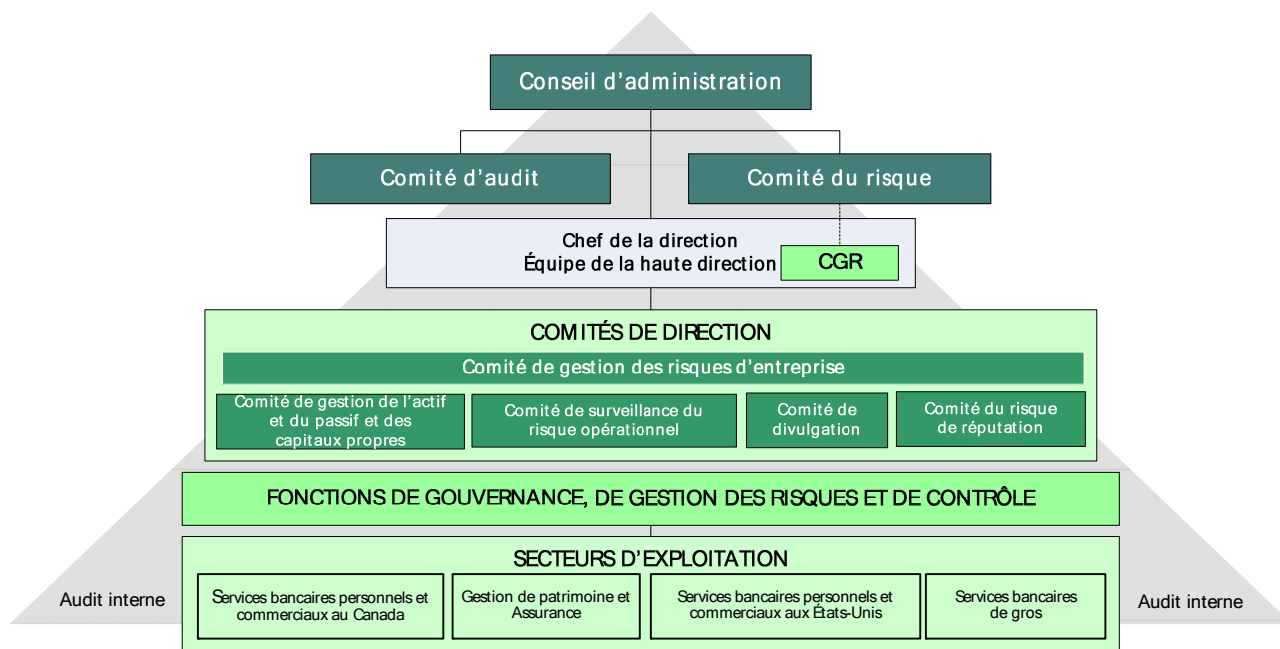 Conseil d'administration
Comité d'audit
Comité du risque
Chef de la direction
Équipe de la haute direction
CGR
COMITÉS DE DIRECTION
Comité de gestion des risques d'entreprise
Comité de gestion de l'actif
et du passif et des
capitaux propres
Comité de surveillance du
risque opérationnel
Comité de
divulgation
Comité du risque
de réputation
FONCTIONS DE GOUVERNANCE, DE GESTION DES RISQUES ET DE CONTRÔLE
SECTEURS D'EXPLOITATION
Services bancaires personnels et
commerciaux au Canada
Gestion de patrimoine et
Assurance
Services bancaires personnels et
commerciaux aux États-Unis
Services bancaires
de gros
Audit interne
Audit interne